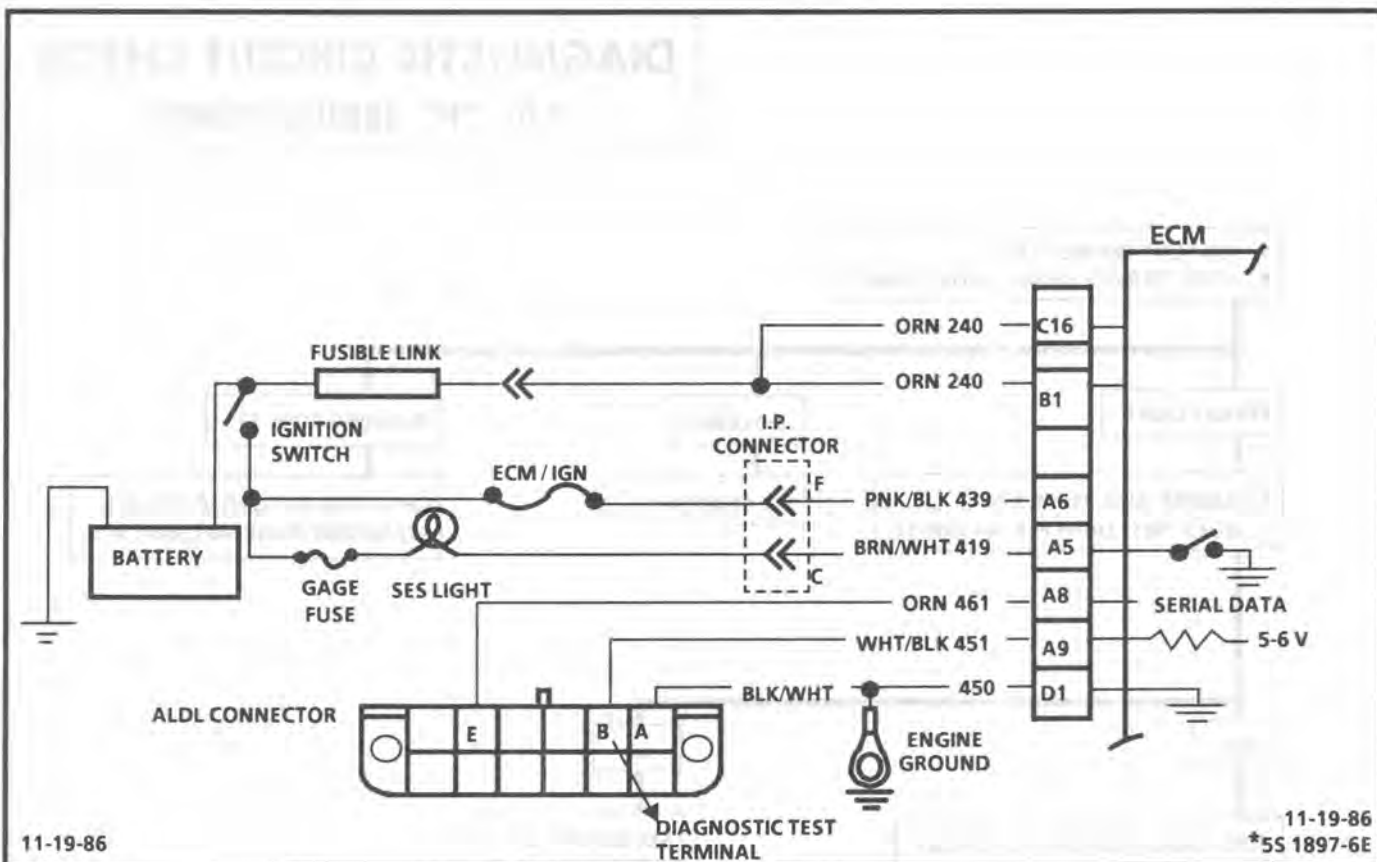 ECM
ORN 240
C16
FUSIBLE LINK
ORN 240
B1
I.P.
CONNECTOR
IGNITION
SWITCH
ECM / IGN
F
PNK/BLK 439
A6
BATTERY
BRN/WHT 419
A5
C
GAGE
FUSE
SES LIGHT
ORN 461
A8
SERIAL DATA
WHT/BLK 451
A9
5-6 V
BLK/WHT
450
D1
ALDL CONNECTOR
E
B
A
ENGINE
GROUND
DIAGNOSTIC TEST
TERMINAL
11-19-86
11-19-86
*5S 1897-6E
DIAGNOSTIC CIRCUIT CHECK